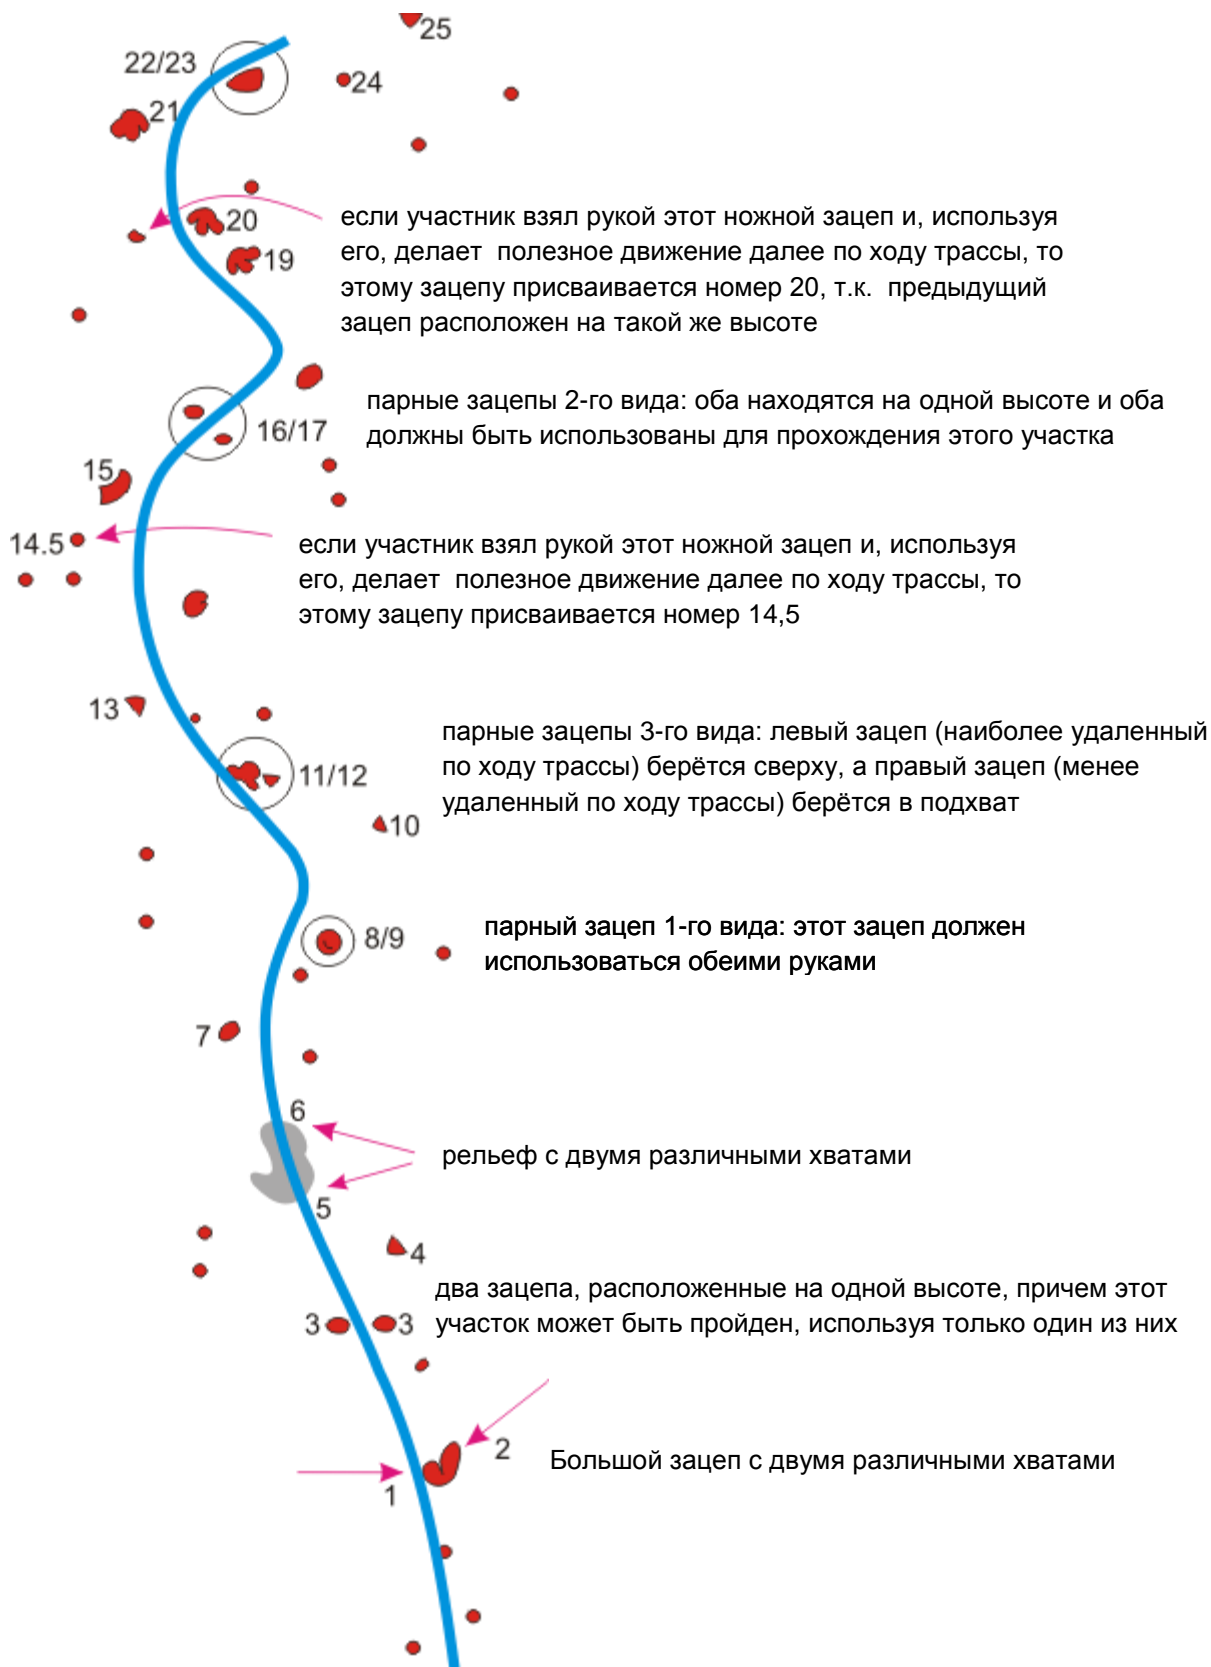 25
22/23
24
21
20
19
если участник взял рукой этот ножной зацеп и, используя
его, делает полезное движение далее по ходу трассы, то
этому зацепу присваивается номер 20, т.к. предыдущий
зацеп расположен на такой же высоте
парные зацепы 2-го вида: оба находятся на одной высоте и оба
должны быть использованы для прохождения этого участка
16/17
15
14.5
если участник взял рукой этот ножной зацеп и, используя
его, делает полезное движение далее по ходу трассы, то
этому зацепу присваивается номер 14,5
13
парные зацепы 3-го вида: левый зацеп (наиболее удаленный
по ходу трассы) берётся сверху, а правый зацеп (менее
удаленный по ходу трассы) берётся в подхват
11/12
10
парный зацеп 1-го вида: этот зацеп должен
использоваться обеими руками
8/9
7
6
рельеф с двумя различными хватами
5
4
два зацепа, расположенные на одной высоте, причем этот
участок может быть пройден, используя только один из них
3 3
2
Большой зацеп с двумя различными хватами
1